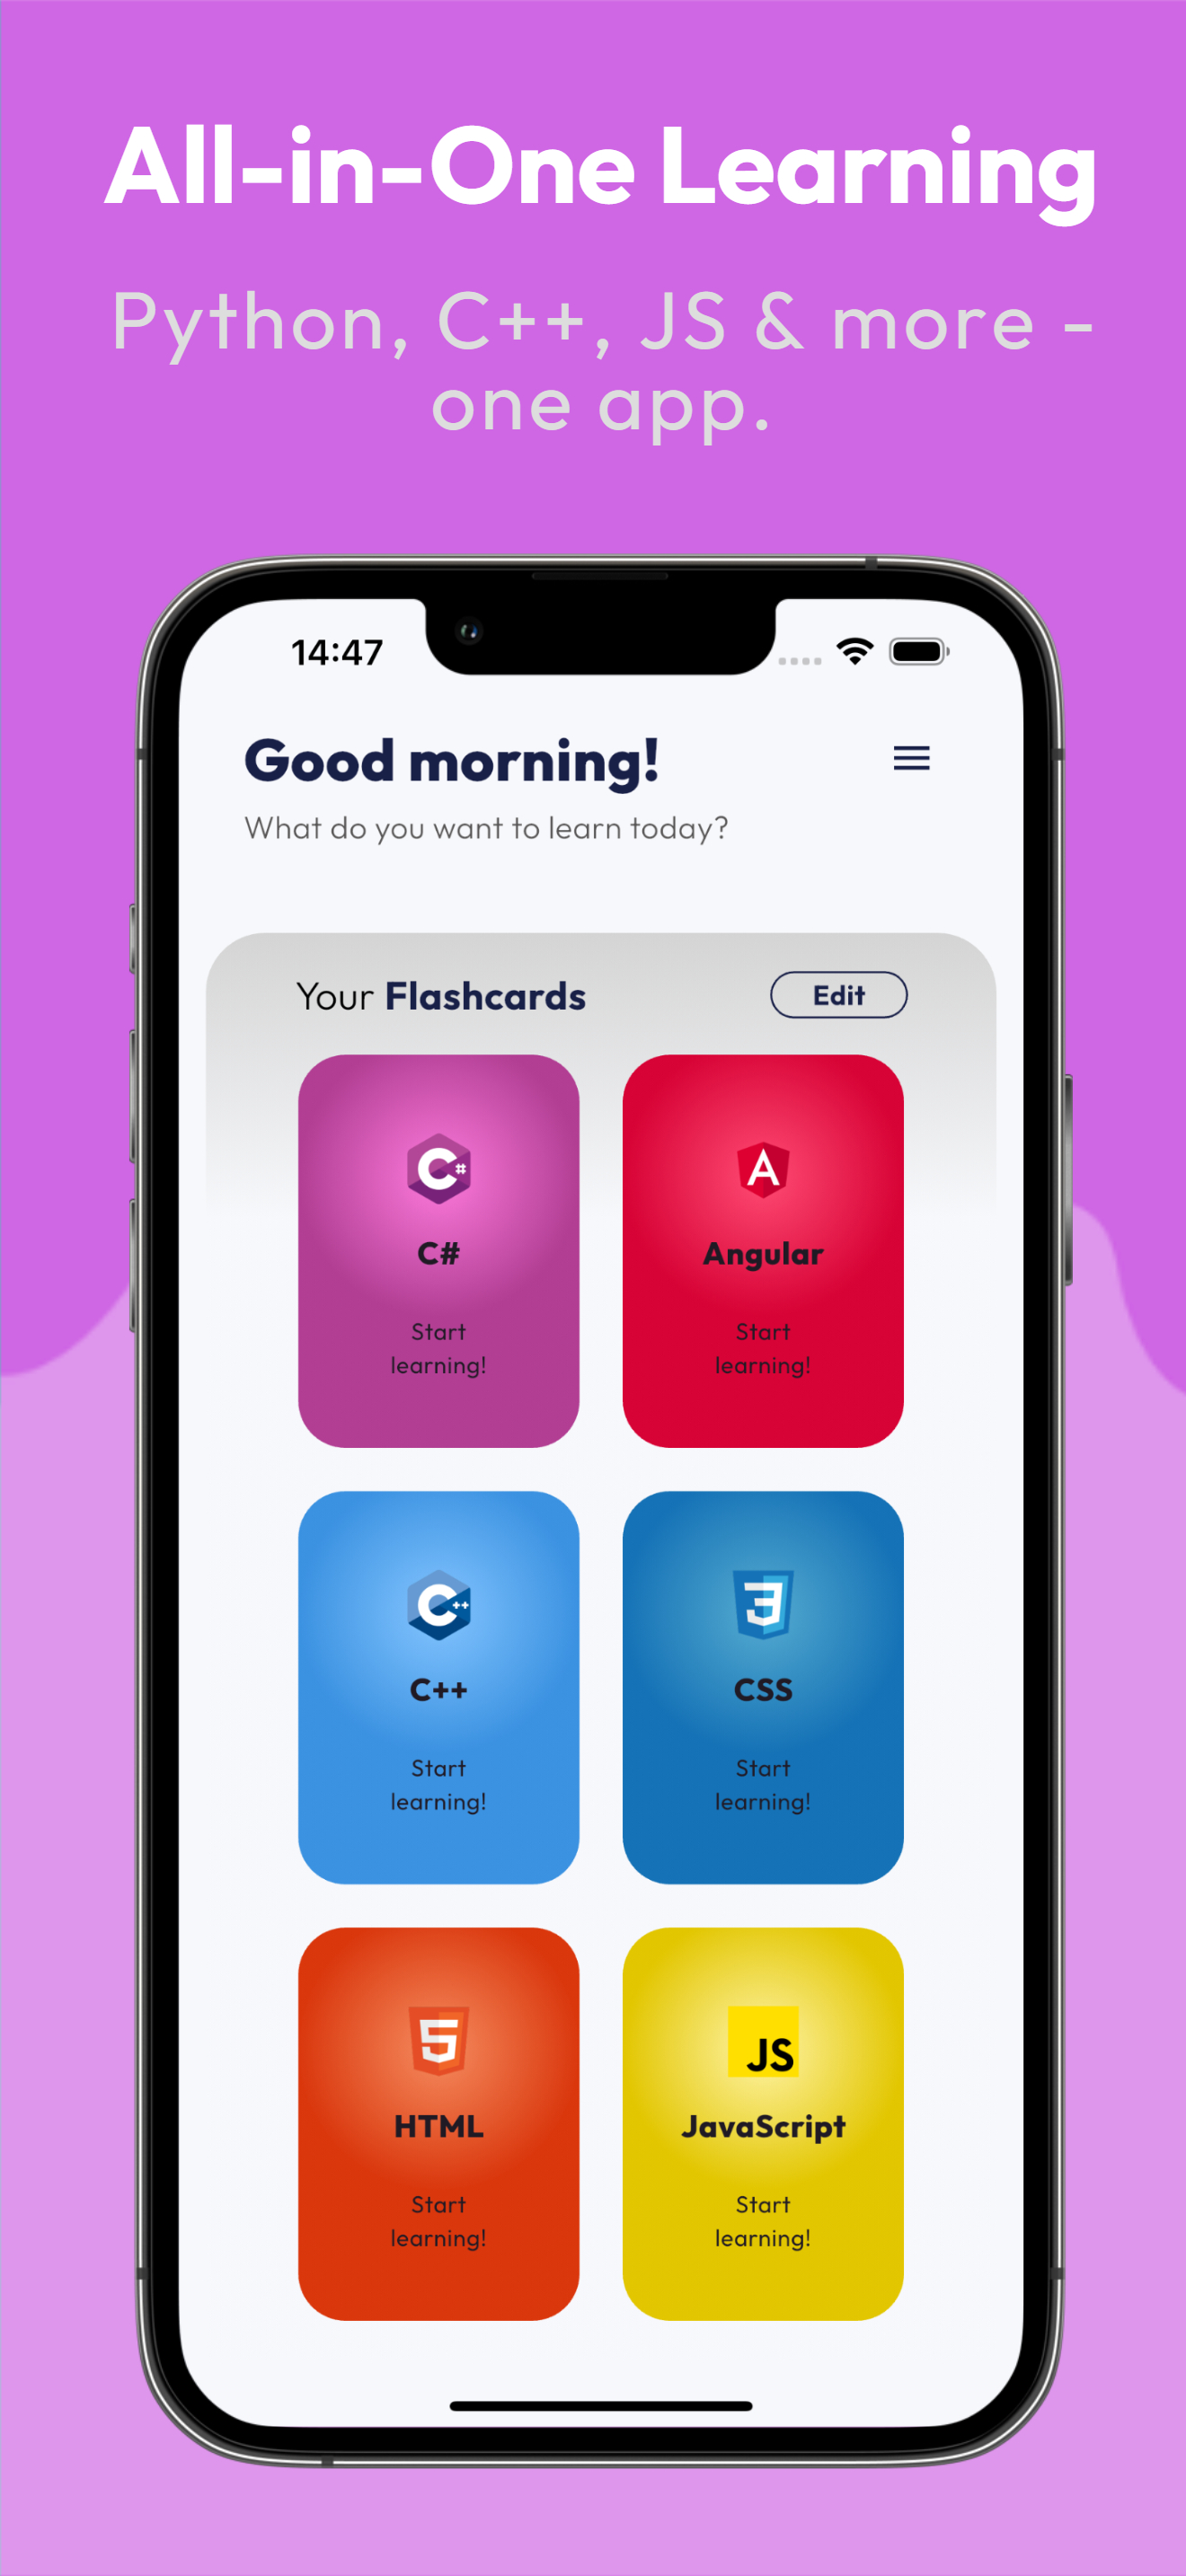 All-in-One Learning
Python, C++, JS & more -
one app.
14:47
Good morning!
What do you want to learn today?
Your Flashcards
Edit
C#
C#
Start
learning!
A
Angular
Start
learning!
C++
C++
Start
learning!
3
CSS
Start
learning!
5
HTML
Start
learning!
JS
JavaScript
Start
learning!